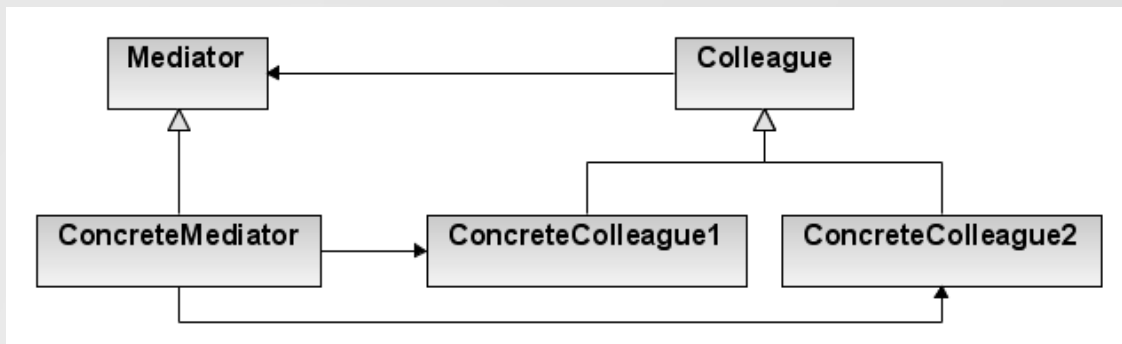 Mediator
Colleague
ConcreteMediator
ConcreteColleague1
ConcreteColleague2